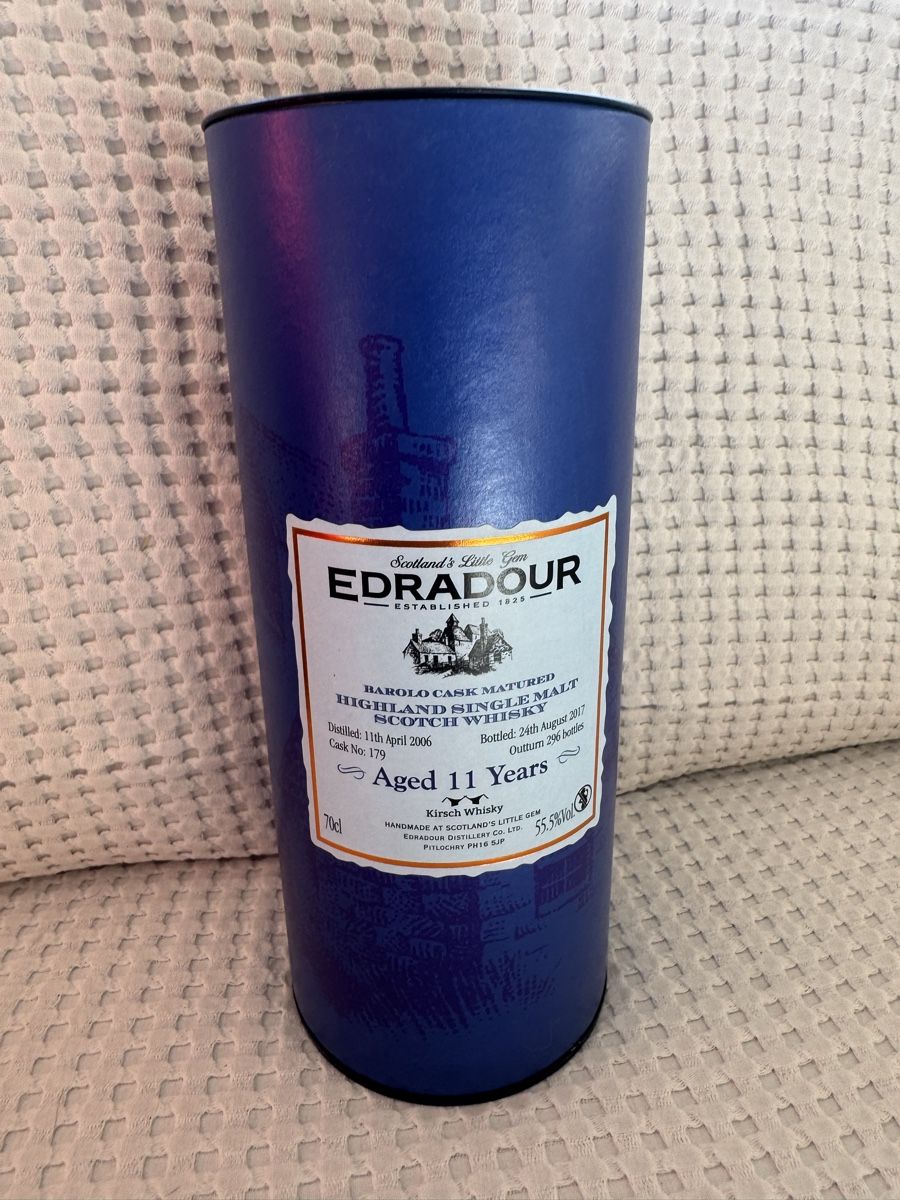 Scotland's Little Gem
EDRADOUR
ESTABLISHED 1825
BAROLO CASK MATURED
HIGHLAND SINGLE MALT
SCOTCH WHISKY
Distilled: 11th April 2006 Bottled: 24th August 2017
Cask No: 179 Outturn 296 bottles
Aged 11 Years
Kirsch Whisky
70cl HANDMADE AT SCOTLAND'S LITTLE GEM 55.5%Vol.
EDRADOUR DISTILLERY CO. LTD.
PITLOCHRY PH16 5JP